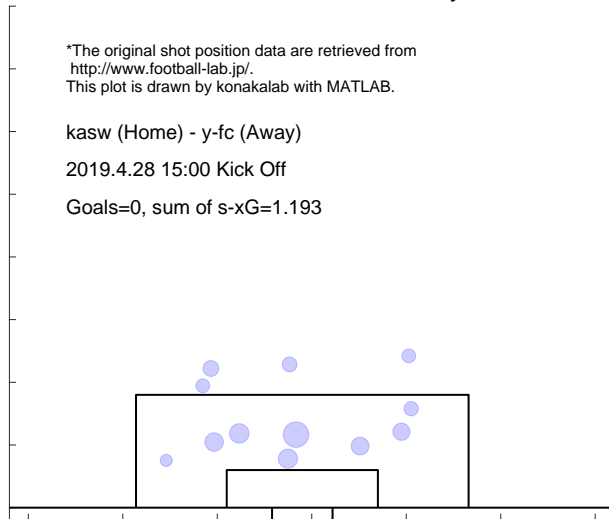 *The original shot position data are retrieved from
http://www.football-lab.jp/.
This plot is drawn by konakalab with MATLAB.
kasw (Home) - y-fc (Away)
2019.4.28 15:00 Kick Off
Goals=0, sum of s-xG=1.193